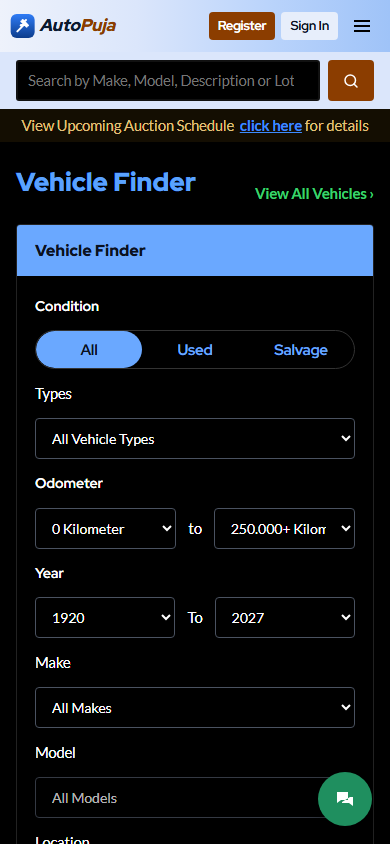 AutoPuja
Register
Sign In
Search by Make, Model, Description or Lot
View Upcoming Auction Schedule click here for details
Vehicle Finder
View All Vehicles ›
Vehicle Finder
Condition
All Used Salvage
Types
All Vehicle Types
Odometer
0 Kilometer to 250.000+ Kilom
Year
1920 To 2027
Make
All Makes
Model
All Models
Location